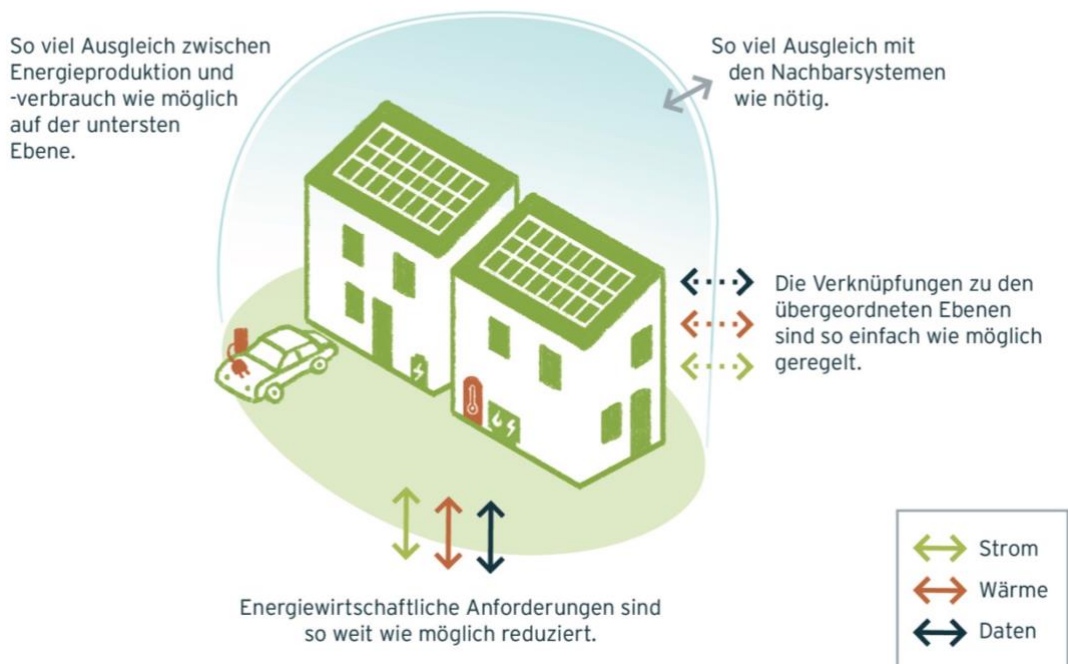 So viel Ausgleich zwischen
Energieproduktion und
-verbrauch wie möglich
auf der untersten
Ebene.
So viel Ausgleich mit
den Nachbarsystemen
wie nötig.
Die Verknüpfungen zu den
übergeordneten Ebenen
sind so einfach wie möglich
geregelt.
Energiewirtschaftliche Anforderungen sind
so weit wie möglich reduziert.
Strom
Wärme
Daten